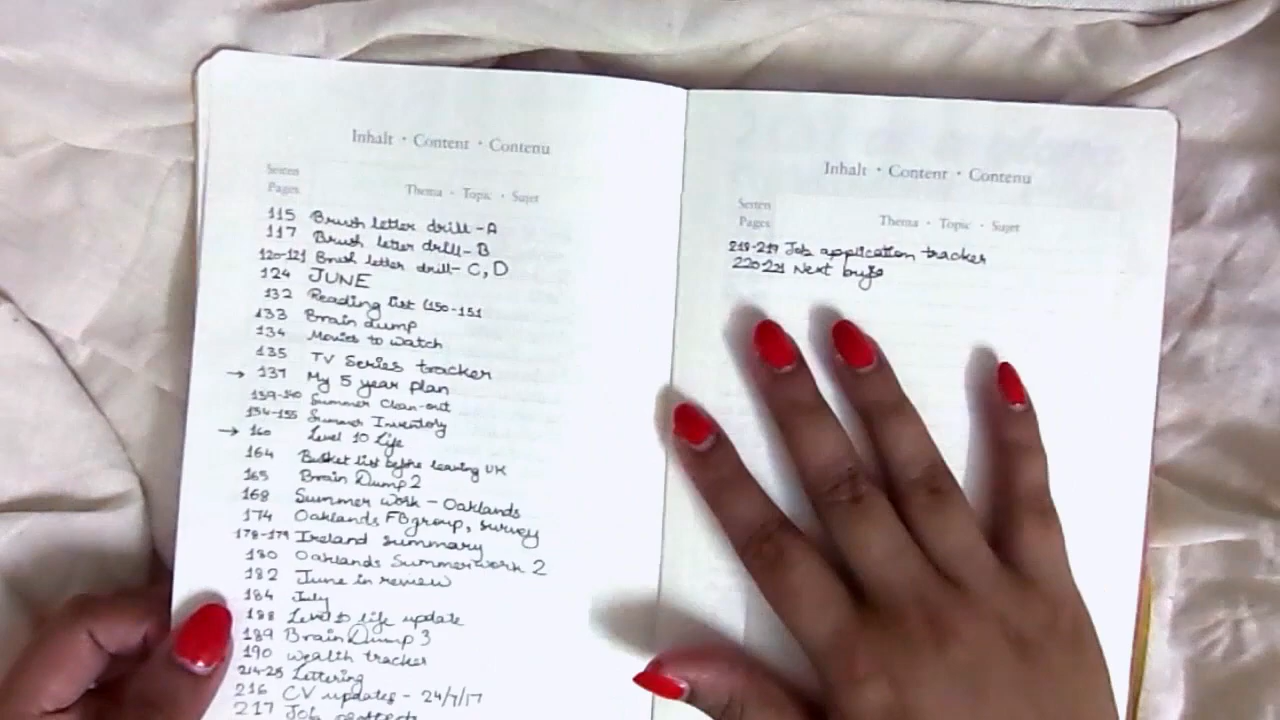 Inhalt · Content · Contenu
Seiten
Pages
Thema · Topic · Sujet
115 Brush letter drill - A
117 Brush letter drill - B
120-121 Brush letter drill - C, D
124 JUNE
132 Reading list (150-151
133 Brain dump
134 Movies to watch
135 TV Series tracker
→ 137 My 5 year plan
139-140 Summer Clean-out
154-155 Summer Inventory
→ 160 Level 10 Life
164 Bucket list before leaving UK
165 Brain Dump 2
168 Summer work - Oaklands
174 Oaklands FB group, survey
178-179 Ireland summary
180 Oaklands Summerwork 2
182 June in review
184 July
188 Level 10 life update
189 Brain Dump 3
190 Wealth tracker
214-215 Lettering
216 CV updates - 24/7/17
217 Job
Inhalt · Content · Contenu
Seiten
Pages
Thema · Topic · Sujet
218-219 Job application tracker
220-221 Next buys